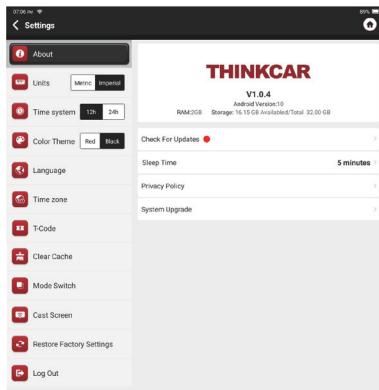 07:06 PM 89%
Settings
About
Units Metric Imperial
Time system 12h 24h
Color Theme Red Black
Language
Time zone
T-Code
Clear Cache
Mode Switch
Cast Screen
Restore Factory Settings
Log Out
THINKCAR
V1.0.4
Android Version:10
RAM:2GB Storage: 16.15 GB Availabled/Total 32.00 GB
Check For Updates
Sleep Time 5 minutes
Privacy Policy
System Upgrade